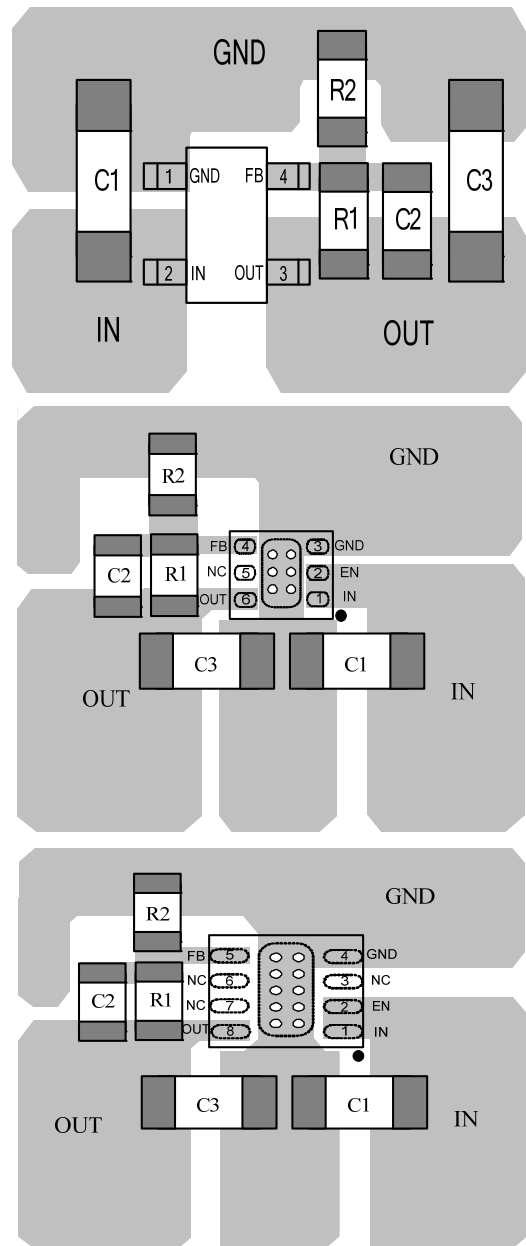 GND
R2
C1
1 GND FB 4
R1
C2
C3
2 IN OUT 3
IN
OUT
GND
R2
FB 4 3 GND
C2
R1
NC 5 2 EN
OUT 6 1 IN
C3
C1
OUT
IN
GND
R2
FB 5 4 GND
NC 6 3 NC
C2
R1
NC 7 2 EN
OUT 8 1 IN
C3
C1
OUT
IN